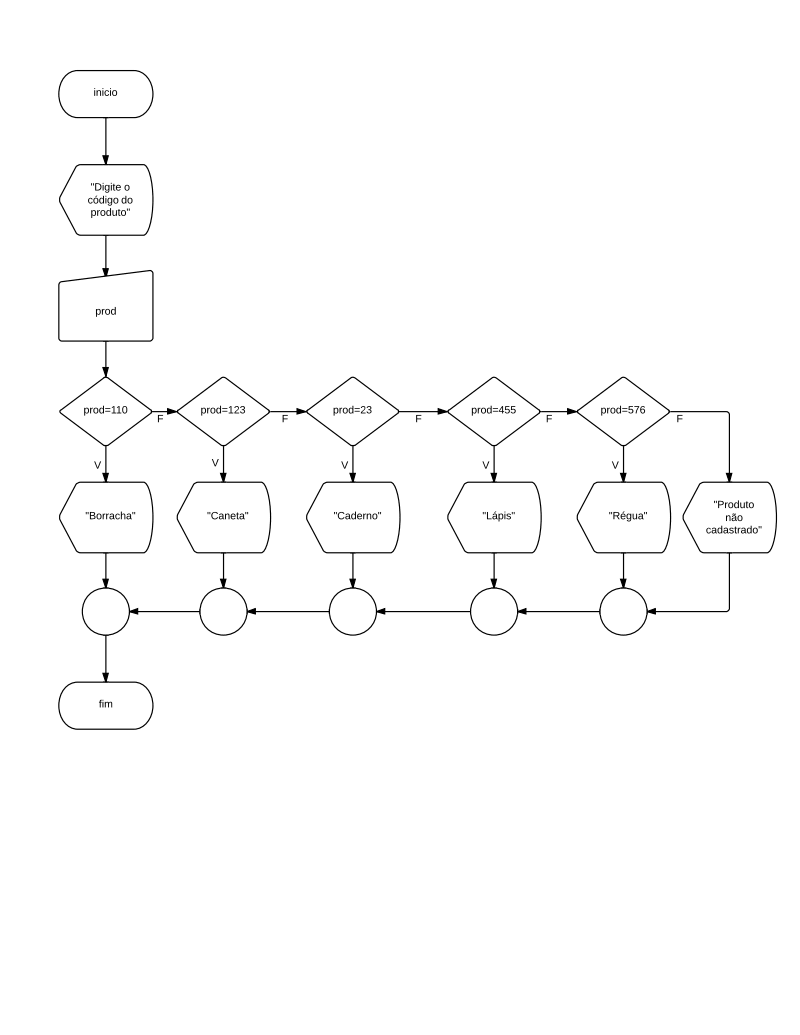 inicio
"Digite o
código do
produto"
prod
prod=110
F
prod=123
F
prod=23
F
prod=455
F
prod=576
F
V
V
V
V
V
"Borracha"
"Caneta"
"Caderno"
"Lápis"
"Régua"
"Produto
não
cadastrado"
fim